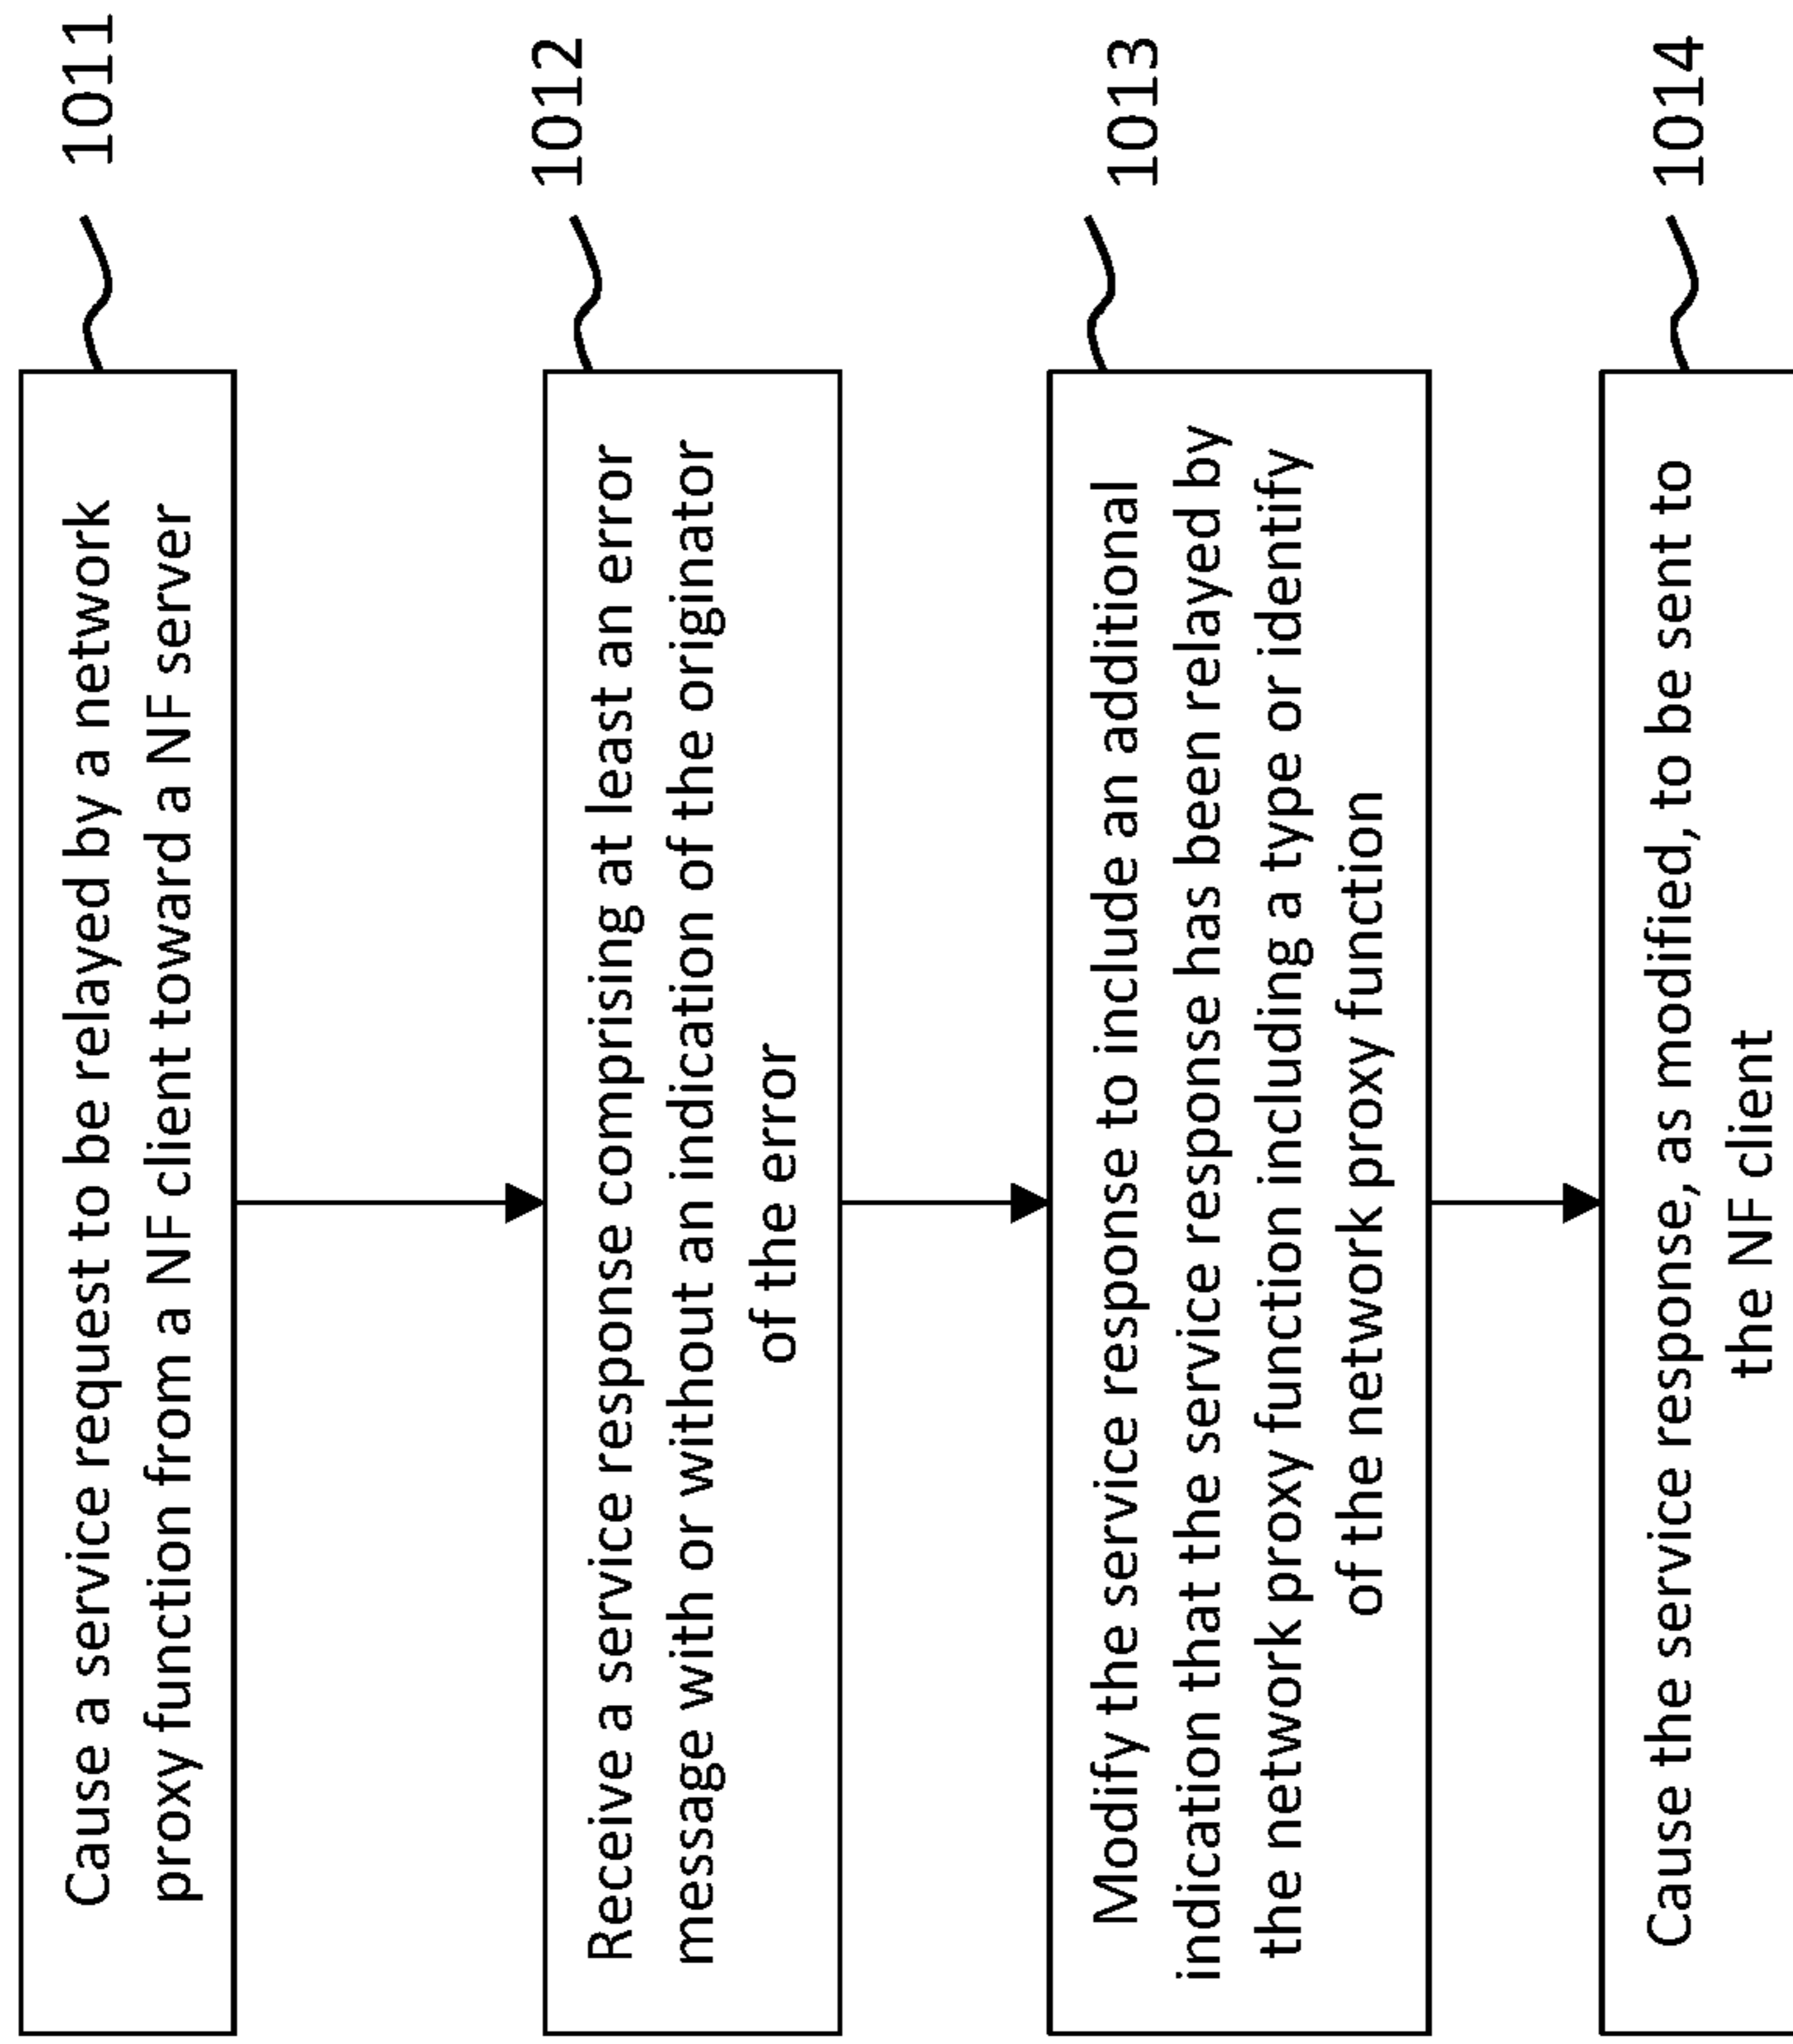 Cause a service request to be relayed by a network
proxy function from a NF client toward a NF server
1011
Receive a service response comprising at least an error
message with or without an indication of the originator
of the error
1012
Modify the service response to include an additional
indication that the service response has been relayed by
the network proxy function including a type or identify
of the network proxy function
1013
Cause the service response, as modified, to be sent to
the NF client
1014